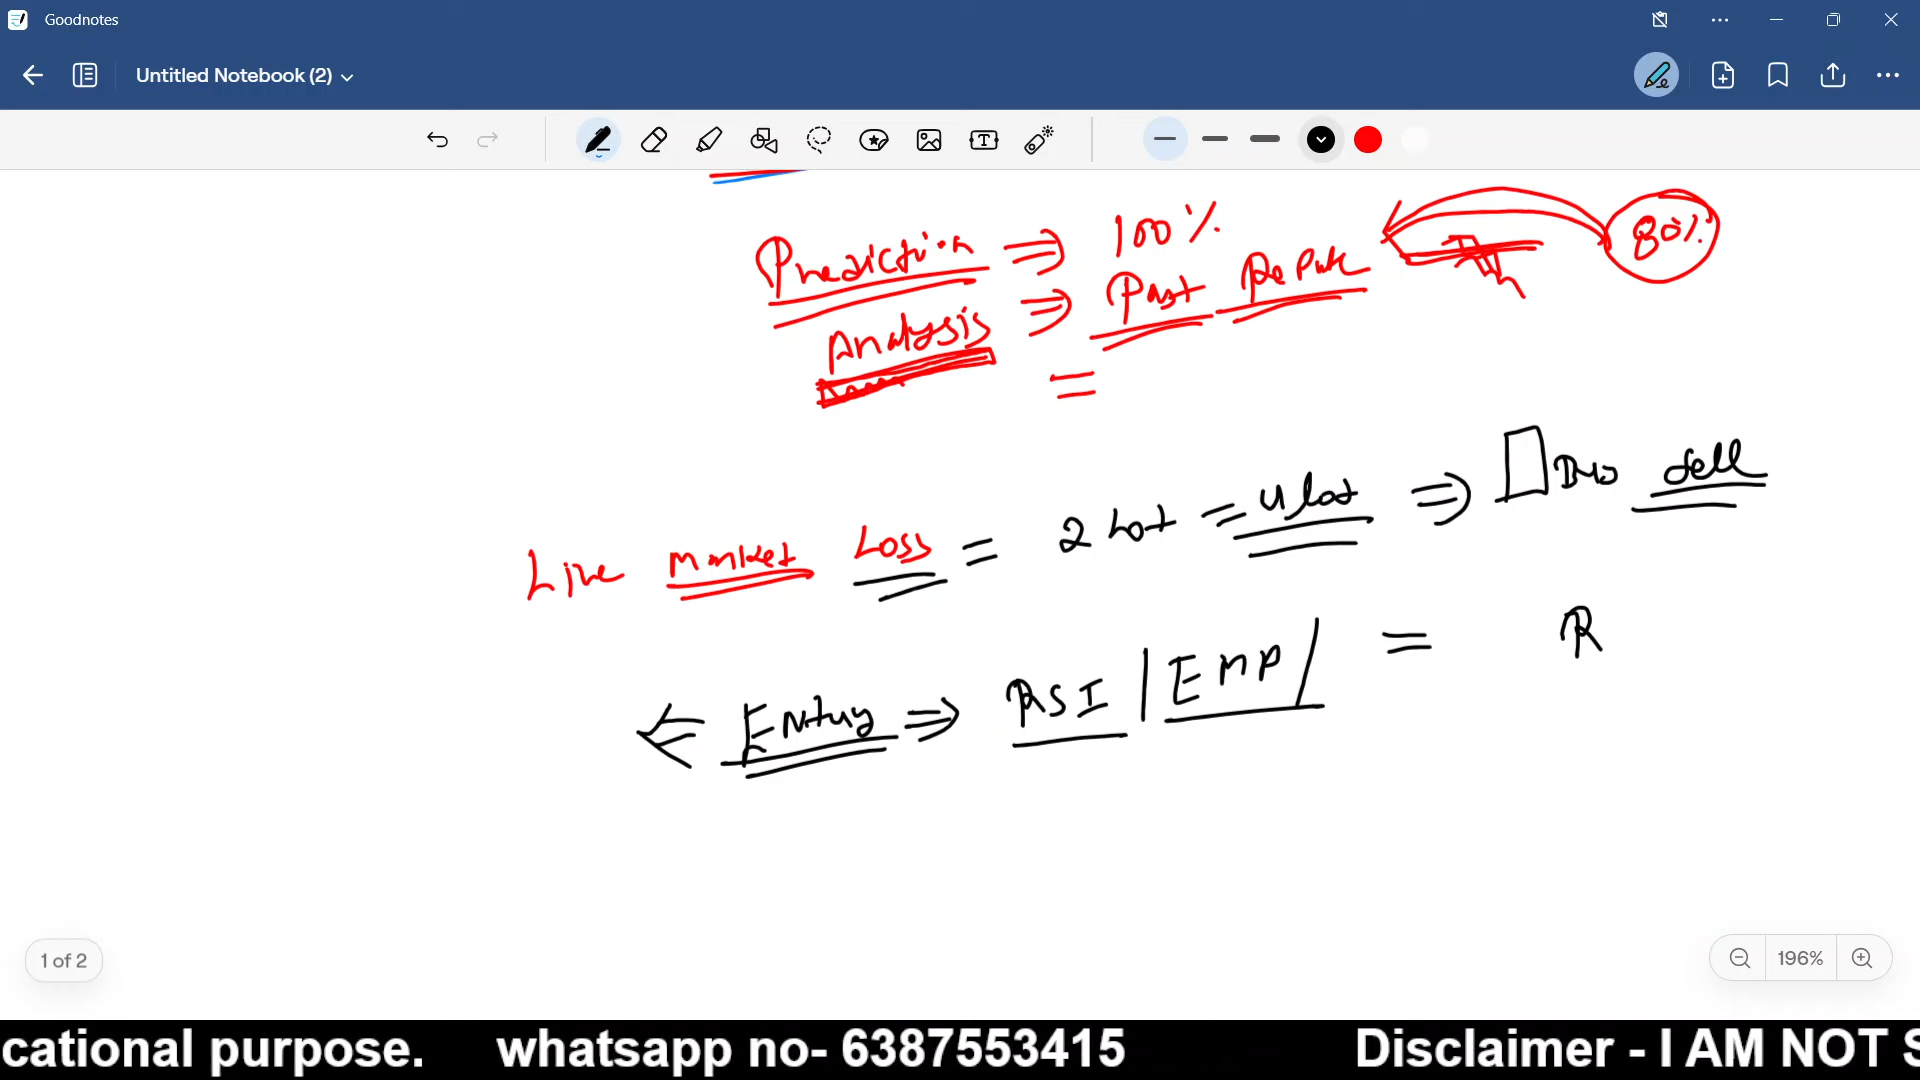 Goodnotes
Untitled Notebook (2)
Prediction ⇒ 100%
80%
Analysis ⇒ Past
=
Live market Loss = 2 Lot = 4 lot ⇒ sell
← Entry ⇒ RSI | EMA / = R
1 of 2
196%
cational purpose. whatsapp no- 6387553415 Disclaimer - I AM NOT S